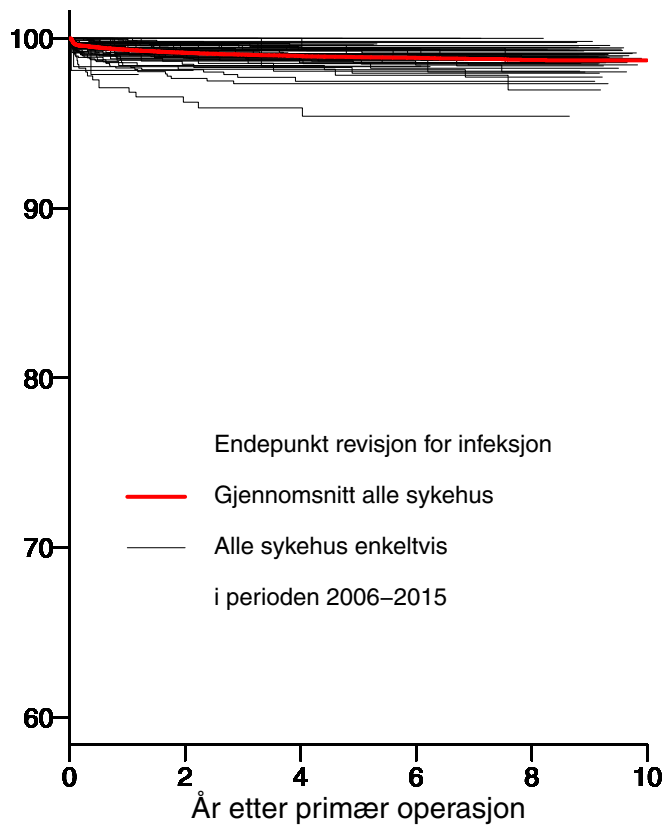 100
90
80
70
60
Endepunkt revisjon for infeksjon
Gjennomsnitt alle sykehus
Alle sykehus enkeltvis
i perioden 2006–2015
0 2 4 6 8 10
År etter primær operasjon